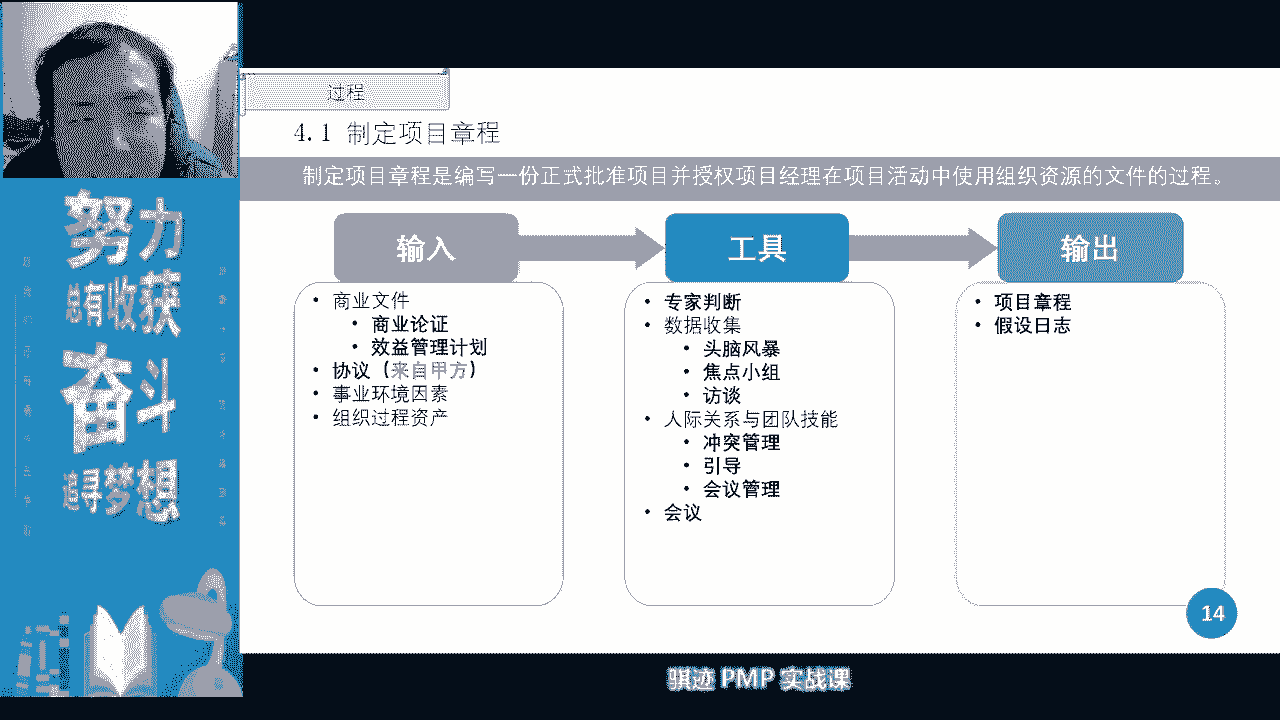 过程
4.1 制定项目章程
制定项目章程是编写一份正式批准项目并授权项目经理在项目活动中使用组织资源的文件的过程。
输入
• 商业文件
• 商业论证
• 效益管理计划
• 协议（来自甲方）
• 事业环境因素
• 组织过程资产
工具
• 专家判断
• 数据收集
• 头脑风暴
• 焦点小组
• 访谈
• 人际关系与团队技能
• 冲突管理
• 引导
• 会议管理
• 会议
输出
• 项目章程
• 假设日志
14
努力
总有收获
奋斗
追寻梦想
骐迹 PMP 实战课